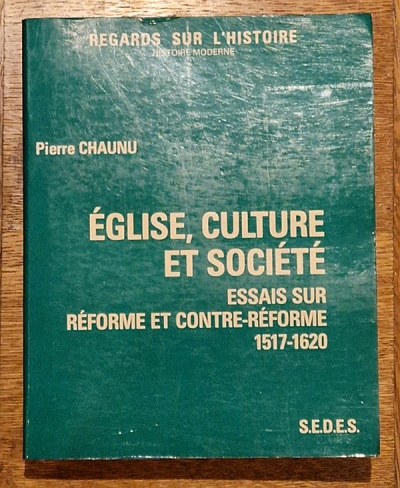 REGARDS SUR L'HISTOIRE
HISTOIRE MODERNE
Pierre CHAUNU
ÉGLISE, CULTURE
ET SOCIÉTÉ
ESSAIS SUR
RÉFORME ET CONTRE-RÉFORME
1517-1620
S.E.D.E.S.